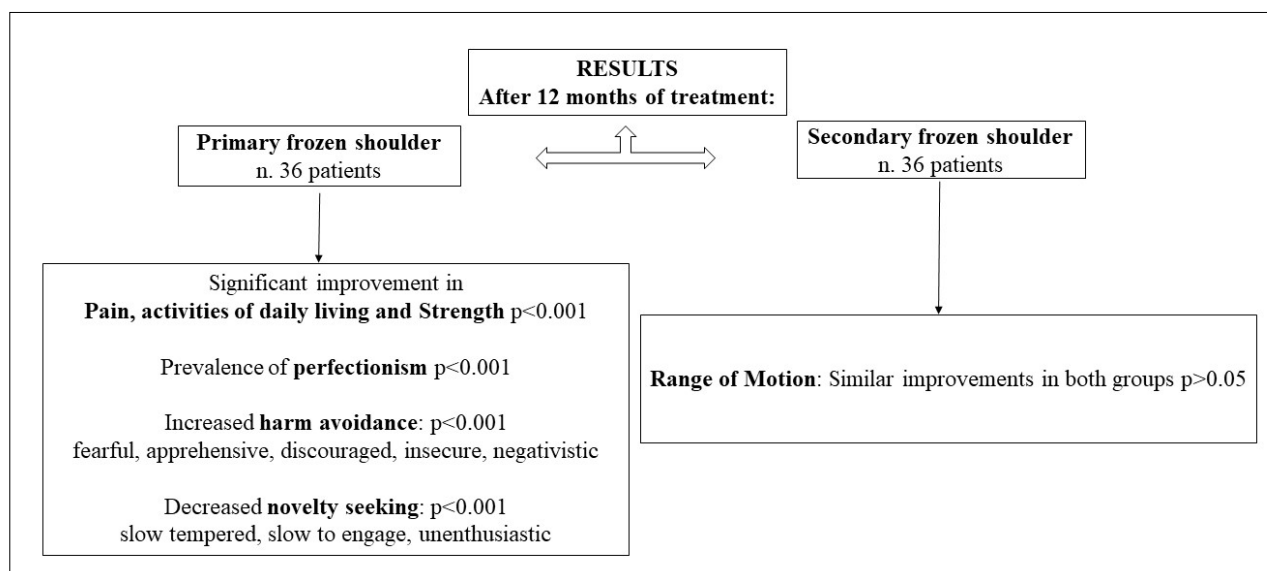 RESULTS
After 12 months of treatment:
Primary frozen shoulder
n. 36 patients
Secondary frozen shoulder
n. 36 patients
Significant improvement in
Pain, activities of daily living and Strength p<0.001
Prevalence of perfectionism p<0.001
Increased harm avoidance: p<0.001
fearful, apprehensive, discouraged, insecure, negativistic
Decreased novelty seeking: p<0.001
slow tempered, slow to engage, unenthusiastic
Range of Motion: Similar improvements in both groups p>0.05